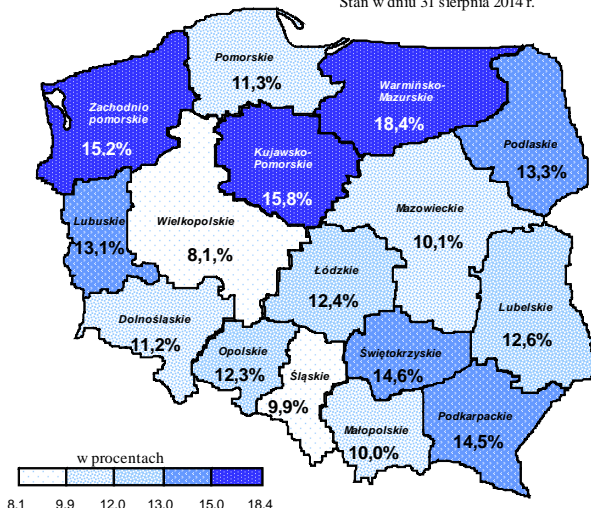 Stan w dniu 31 sierpnia 2014 r.
Pomorskie
11,3%
Warmińsko-
Mazurskie
18,4%
Zachodnio
pomorskie
15,2%
Podlaskie
13,3%
Kujawsko-
Pomorskie
15,8%
Mazowieckie
10,1%
Lubuskie
13,1%
Wielkopolskie
8,1%
Łódzkie
12,4%
Lubelskie
12,6%
Dolnośląskie
11,2%
Opolskie
12,3%
Śląskie
9,9%
Świętokrzyskie
14,6%
Małopolskie
10,0%
Podkarpackie
14,5%
w procentach
8.1 9.9 12.0 13.0 15.0 18.4